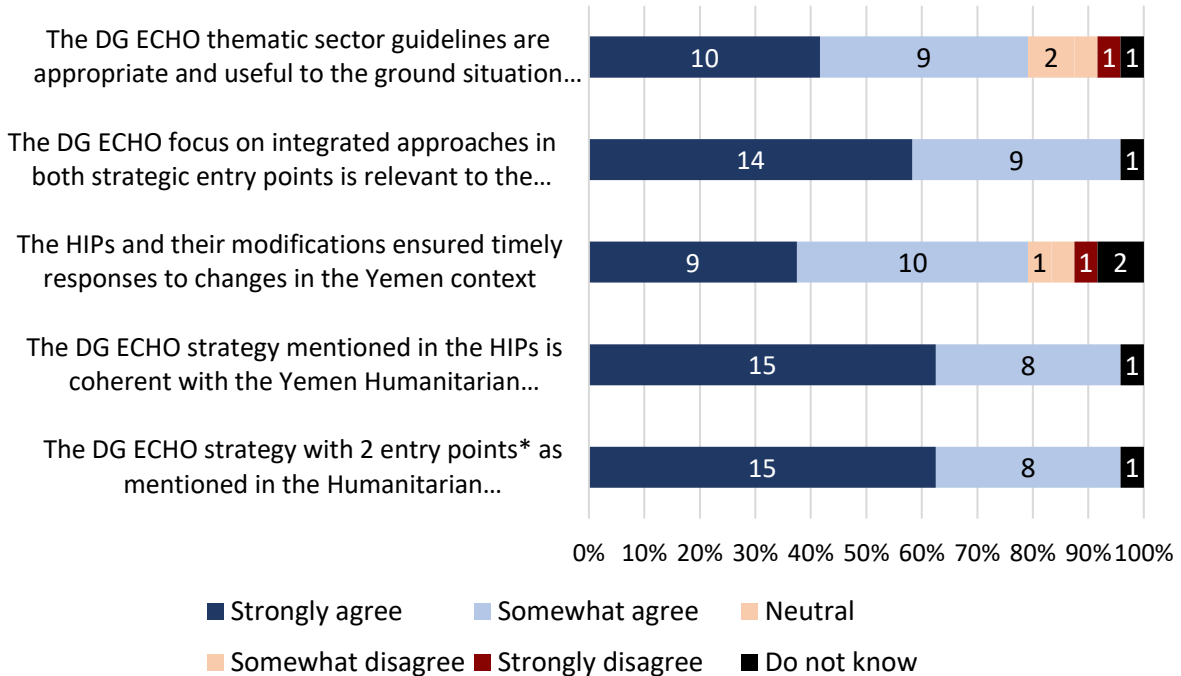 The DG ECHO thematic sector guidelines are
appropriate and useful to the ground situation…
10 9 2 1 1
The DG ECHO focus on integrated approaches in
both strategic entry points is relevant to the…
14 9 1
The HIPs and their modifications ensured timely
responses to changes in the Yemen context
9 10 1 1 2
The DG ECHO strategy mentioned in the HIPs is
coherent with the Yemen Humanitarian…
15 8 1
The DG ECHO strategy with 2 entry points* as
mentioned in the Humanitarian…
15 8 1
0% 10% 20% 30% 40% 50% 60% 70% 80% 90% 100%
Strongly agree Somewhat agree Neutral
Somewhat disagree Strongly disagree Do not know